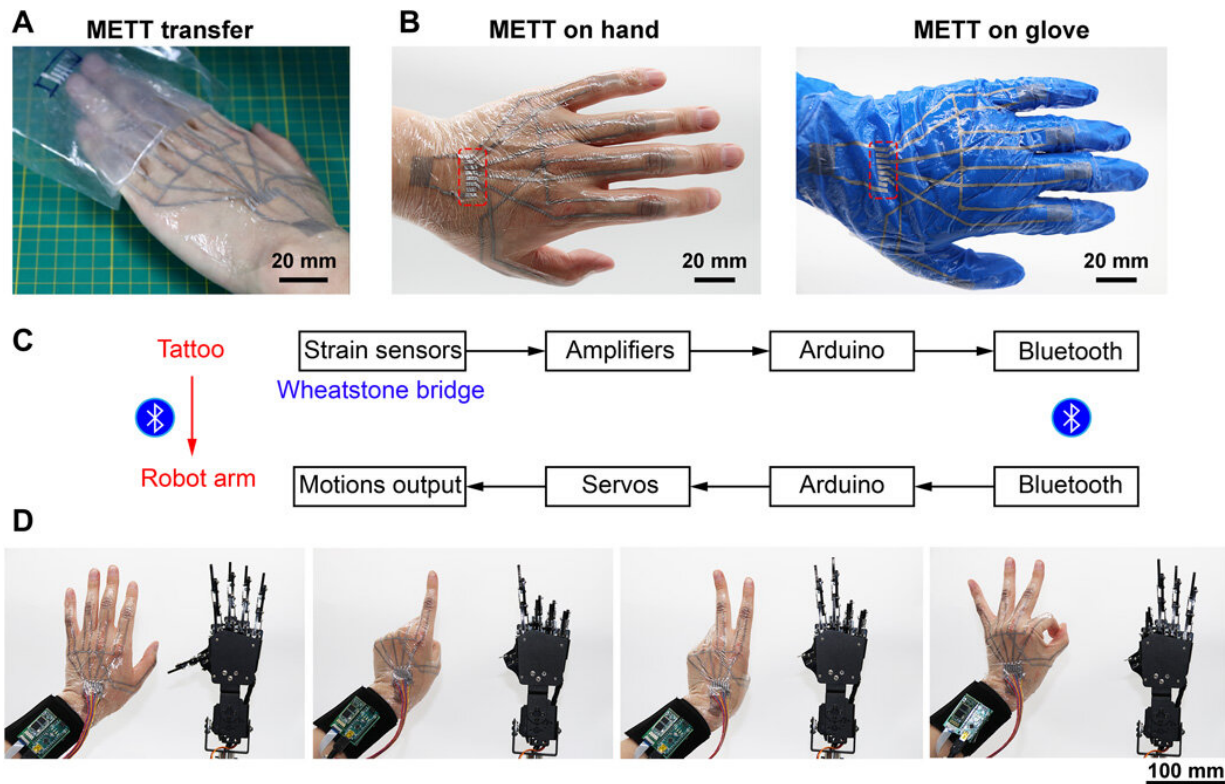 A
METT transfer
20 mm
B
METT on hand
METT on glove
20 mm
20 mm
C
Tattoo
Strain sensors
Amplifiers
Arduino
Bluetooth
Wheatstone bridge
Robot arm
Motions output
Servos
Arduino
Bluetooth
D
100 mm